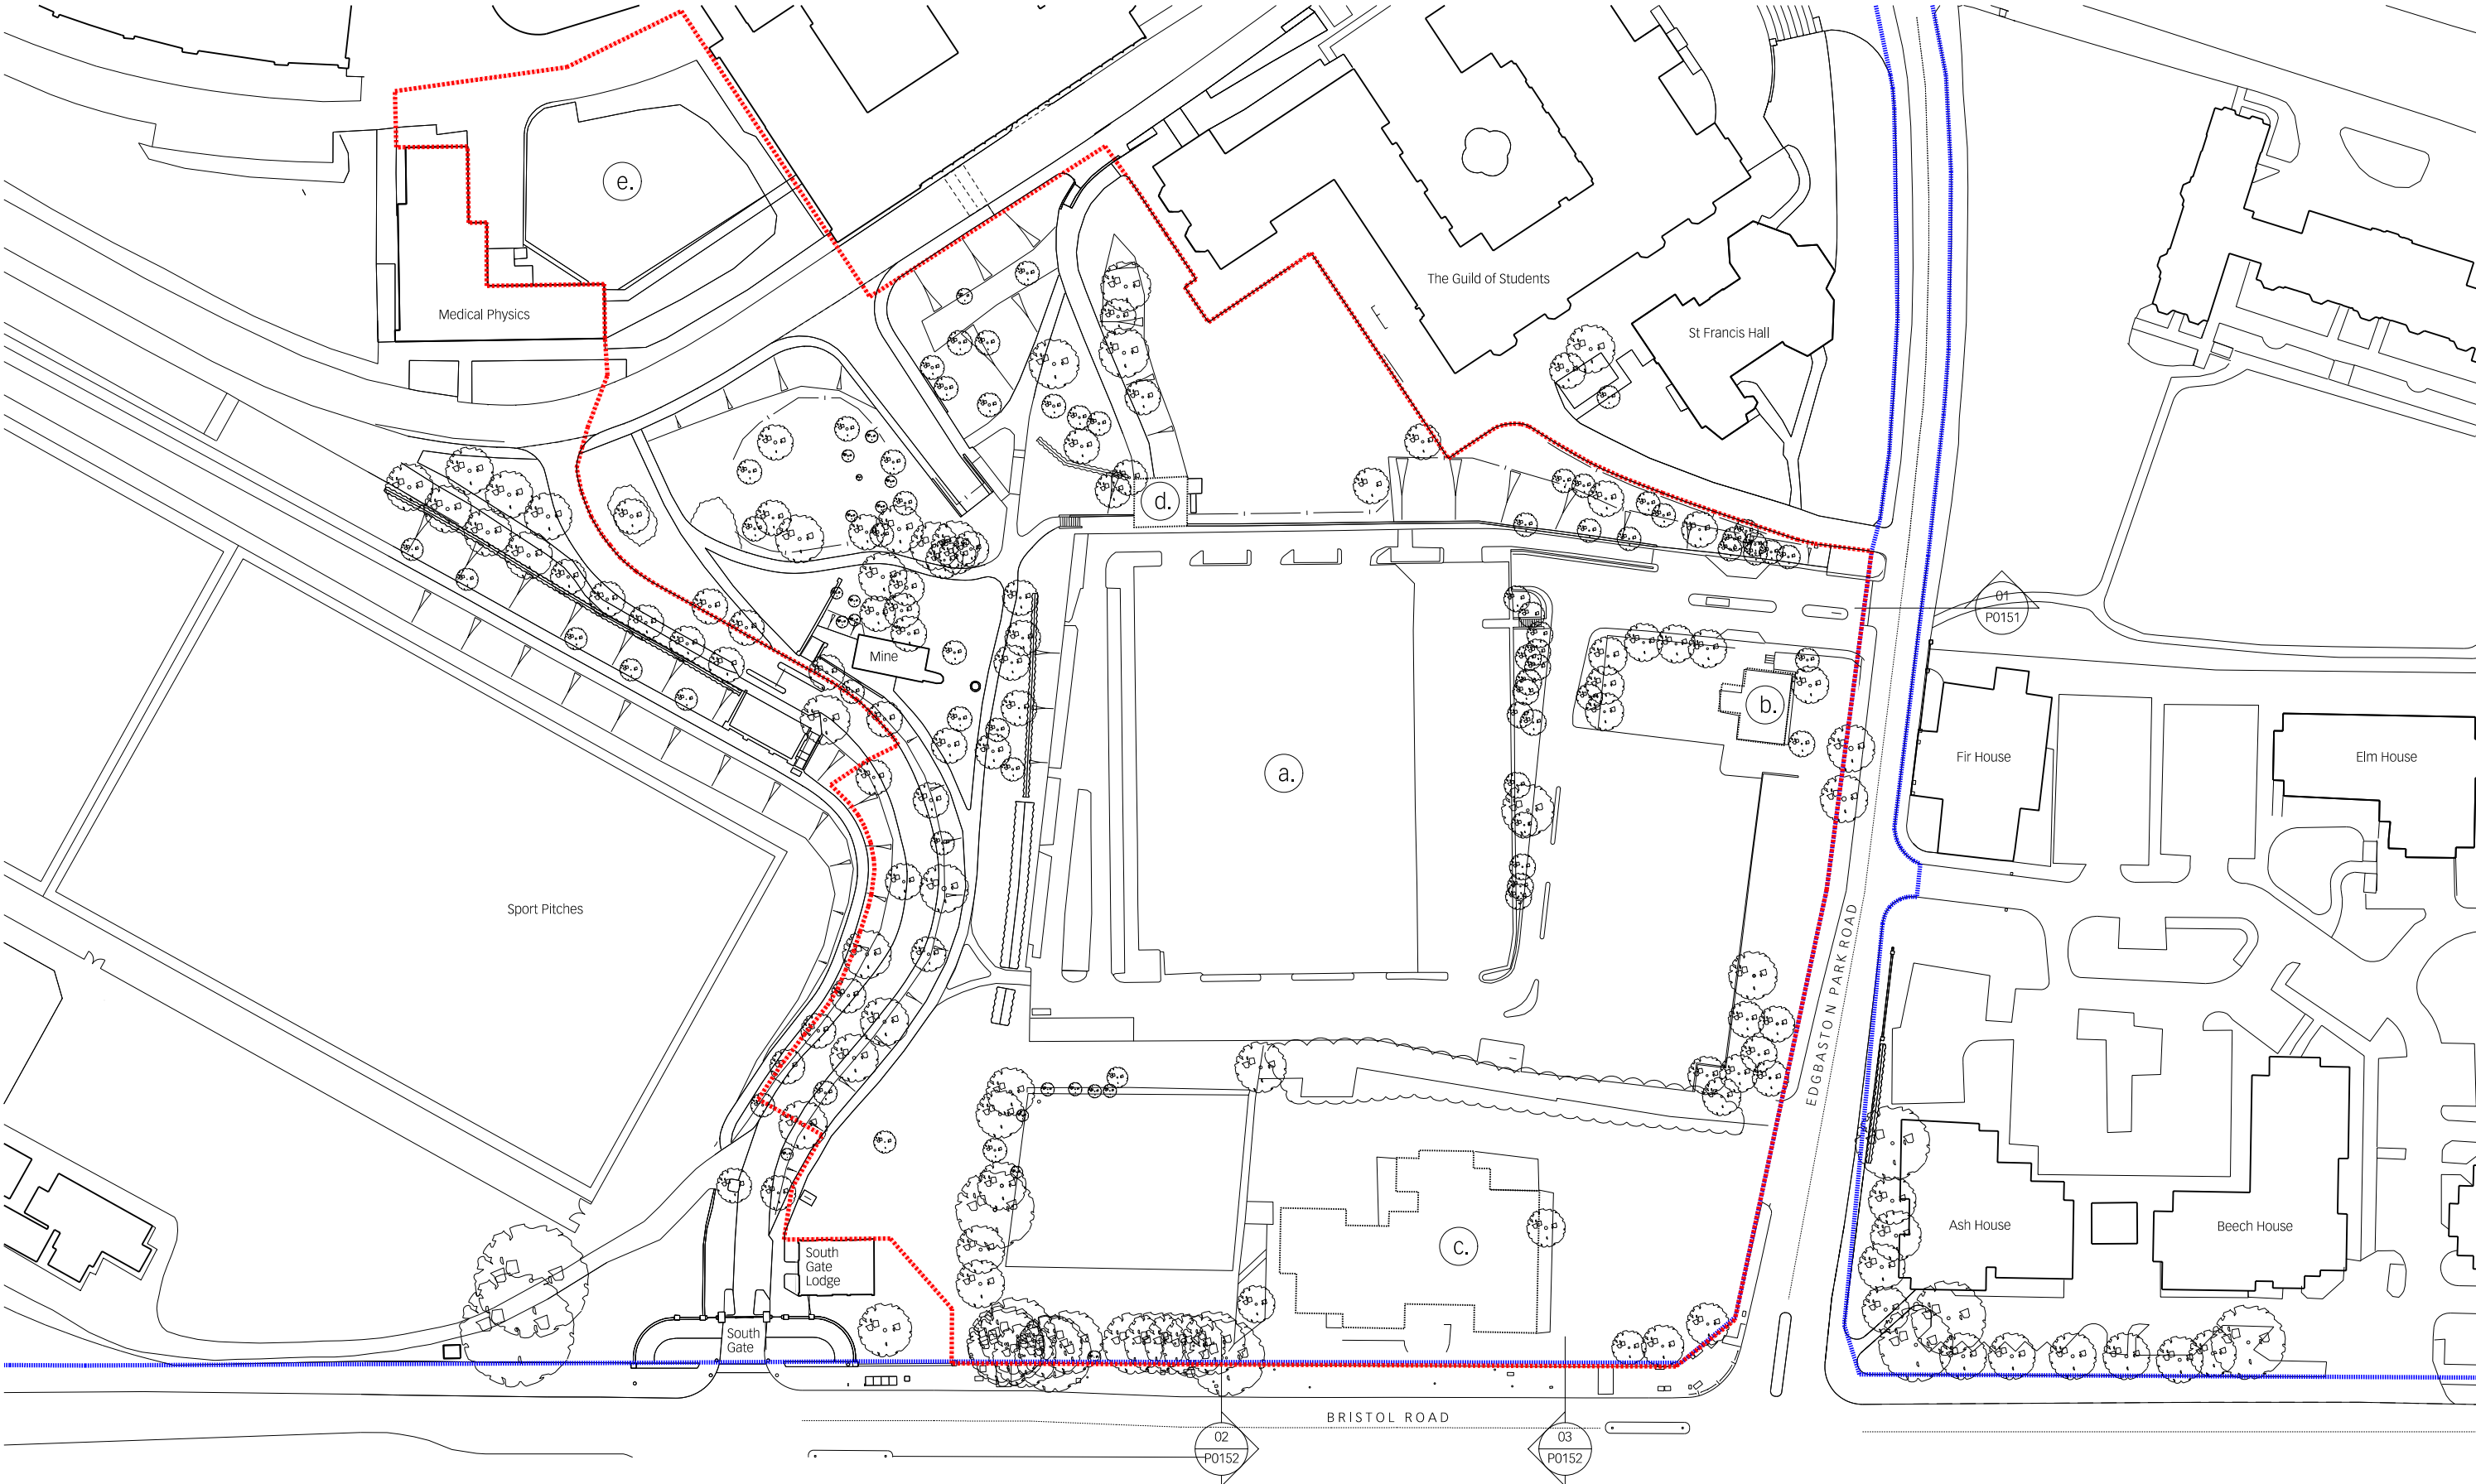 e.
Medical Physics
The Guild of Students
St Francis Hall
d.
01
P0151
Mine
b.
a.
Fir House
Elm House
Sport Pitches
EDGBASTON PARK ROAD
c.
Ash House
Beech House
South
Gate
Lodge
South
Gate
BRISTOL ROAD
02
P0152
03
P0152